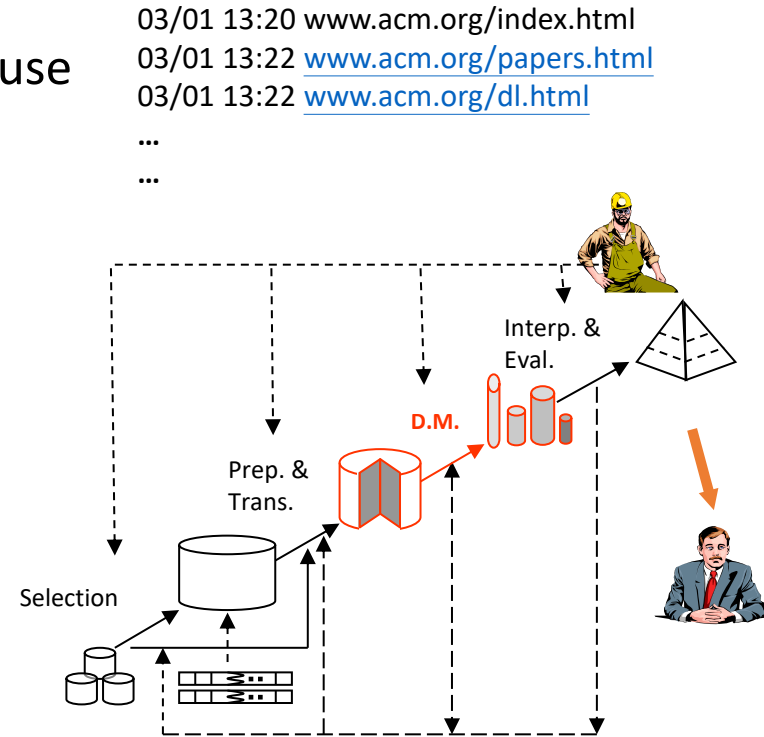 use
03/01 13:20 www.acm.org/index.html
03/01 13:22 www.acm.org/papers.html
03/01 13:22 www.acm.org/dl.html
…
…
Interp. &
Eval.
D.M.
Prep. &
Trans.
Selection